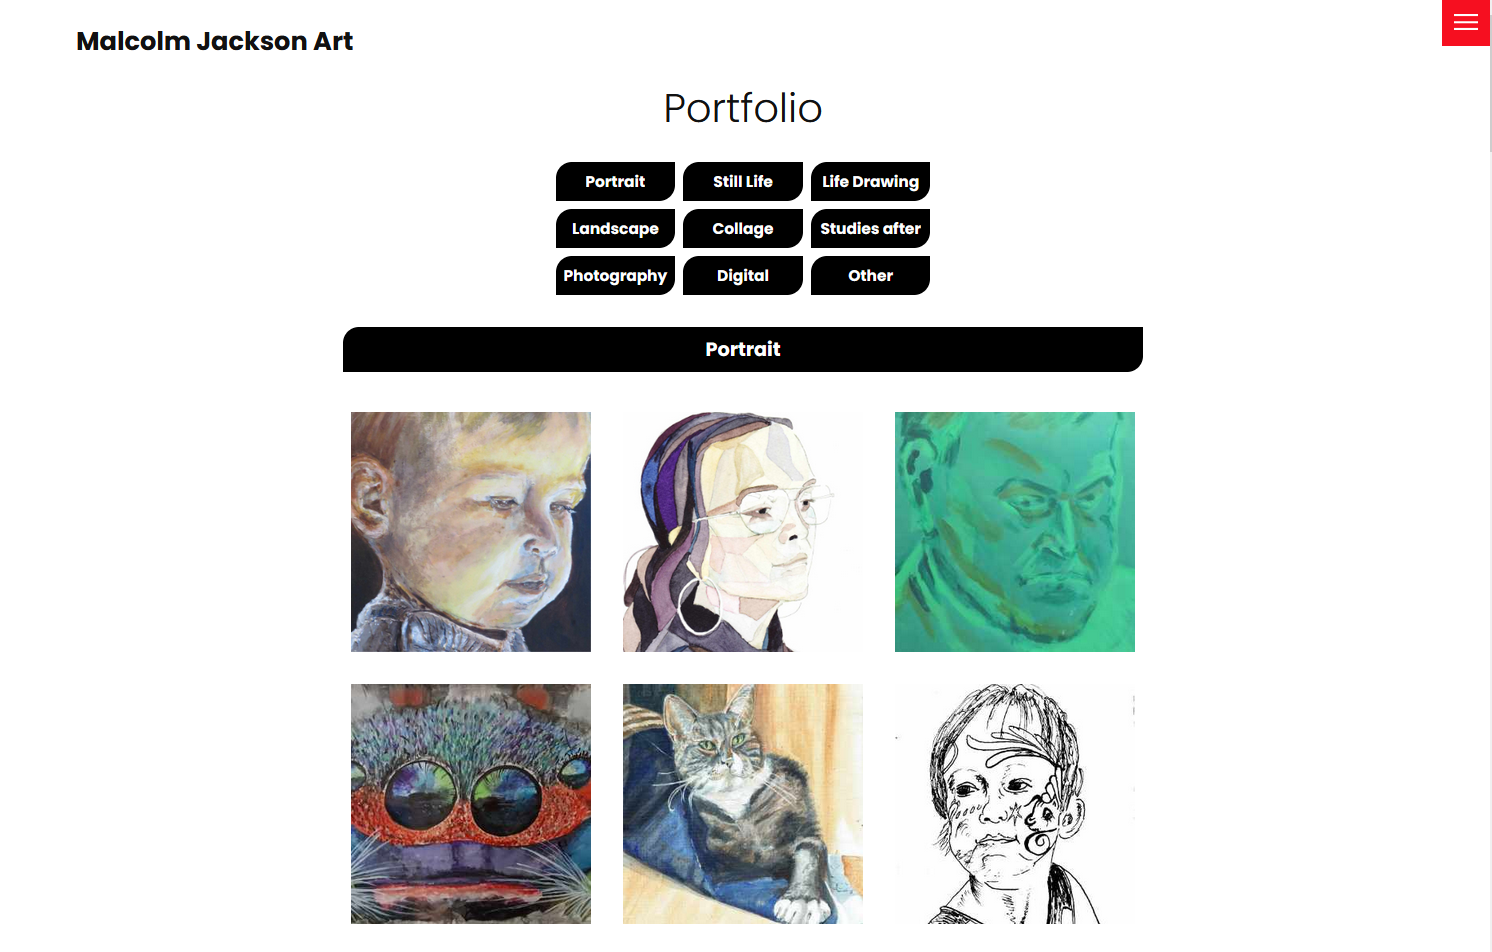 Malcolm Jackson Art
Portfolio
Portrait
Still Life
Life Drawing
Landscape
Collage
Studies after
Photography
Digital
Other
Portrait